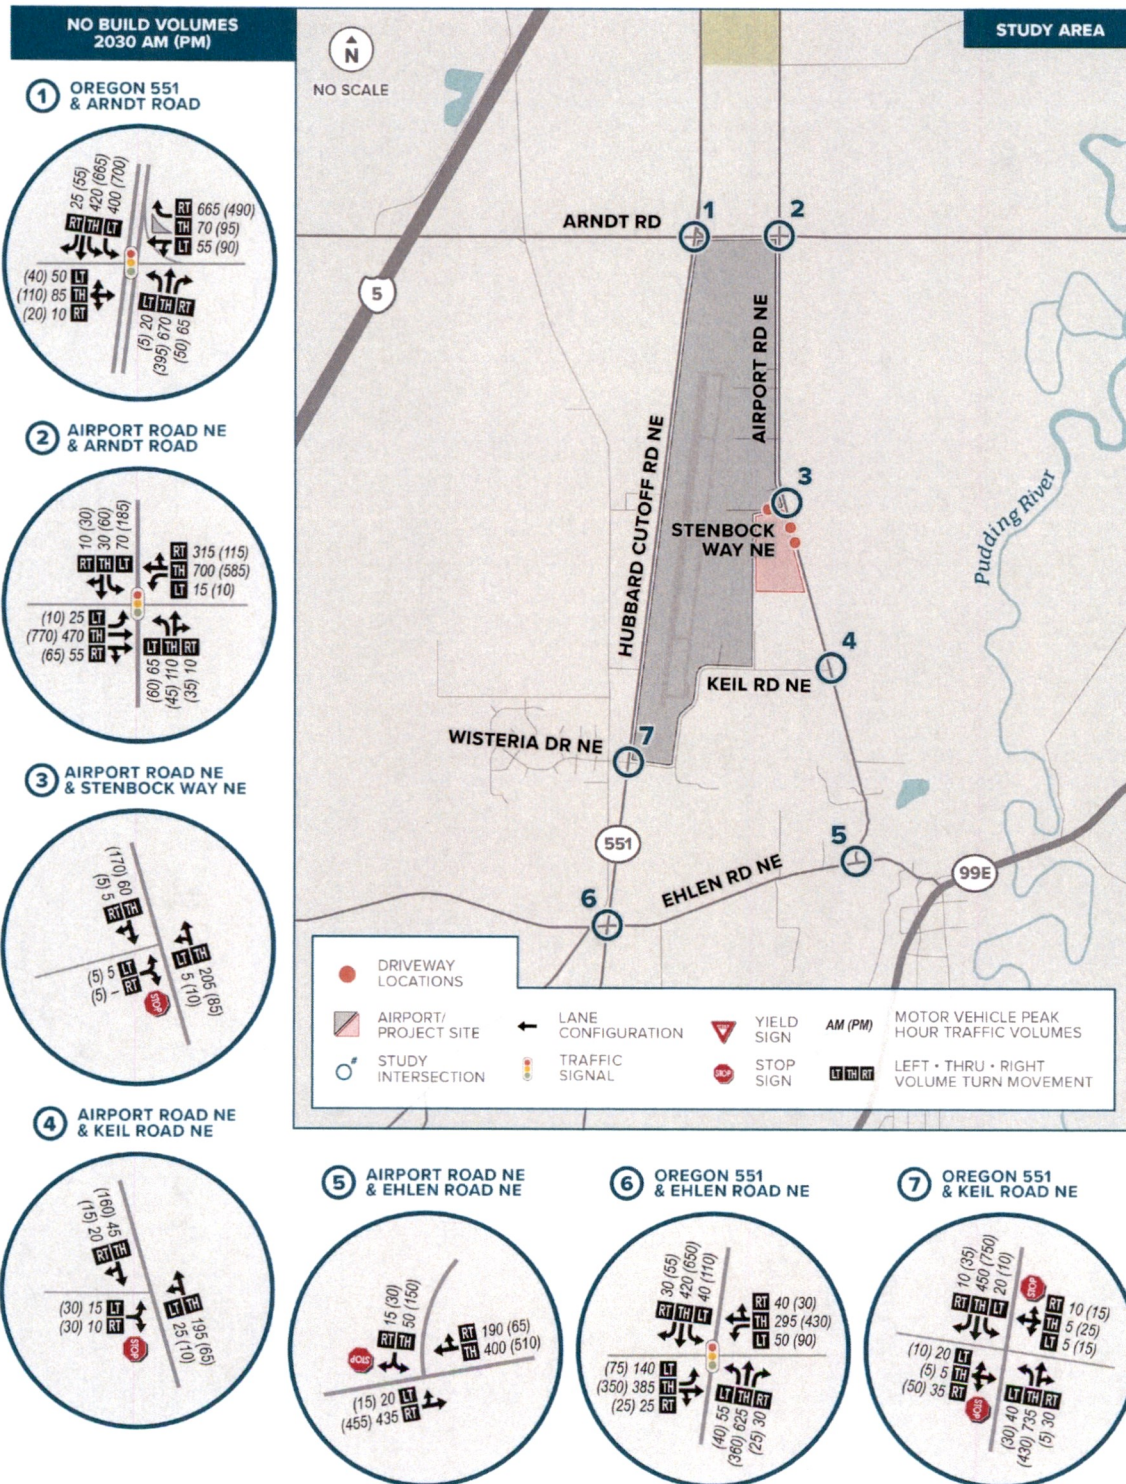 NO BUILD VOLUMES
2030 AM (PM)
STUDY AREA
N
NO SCALE
1 OREGON 551
& ARNDT ROAD
25 (55)
420 (665)
400 (700)
RT TH LT
RT 665 (490)
TH 70 (95)
LT 55 (90)
(40) 50 LT
(110) 85 TH
(20) 10 RT
LT TH RT
(5) 20
(395) 670
(50) 65
2 AIRPORT ROAD NE
& ARNDT ROAD
10 (30)
30 (60)
70 (185)
RT TH LT
RT 315 (115)
TH 700 (585)
LT 15 (10)
(10) 25 LT
(770) 470 TH
(65) 55 RT
LT TH RT
(60) 65
(45) 110
(35) 10
3 AIRPORT ROAD NE
& STENBOCK WAY NE
(170) 60
(5) 5
RT TH
LT TH
205 (85)
5 (10)
(5) 5 LT
(5) – RT
STOP
4 AIRPORT ROAD NE
& KEIL ROAD NE
(160) 45
(15) 20
RT TH
LT TH
195 (65)
25 (10)
(30) 15 LT
(30) 10 RT
STOP
ARNDT RD
1
2
5
HUBBARD CUTOFF RD NE
AIRPORT RD NE
3
STENBOCK
WAY NE
Pudding River
4
KEIL RD NE
WISTERIA DR NE
7
551
5
EHLEN RD NE
99E
6
DRIVEWAY
LOCATIONS
AIRPORT/
PROJECT SITE
LANE
CONFIGURATION
YIELD
SIGN
AM (PM)
MOTOR VEHICLE PEAK
HOUR TRAFFIC VOLUMES
#
STUDY
INTERSECTION
TRAFFIC
SIGNAL
STOP
STOP
SIGN
LT TH RT
LEFT • THRU • RIGHT
VOLUME TURN MOVEMENT
5 AIRPORT ROAD NE
& EHLEN ROAD NE
15 (30)
50 (150)
RT TH
STOP
RT 190 (65)
TH 400 (510)
(15) 20 LT
(455) 435 RT
6 OREGON 551
& EHLEN ROAD NE
30 (55)
420 (650)
40 (110)
RT TH LT
RT 40 (30)
TH 295 (430)
LT 50 (90)
(75) 140 LT
(350) 385 TH
(25) 25 RT
LT TH RT
(40) 55
(360) 625
(25) 30
7 OREGON 551
& KEIL ROAD NE
10 (35)
450 (750)
20 (10)
RT TH LT
STOP
RT 10 (15)
TH 5 (25)
LT 5 (15)
(10) 20 LT
(5) 5 TH
(50) 35 RT
STOP
LT TH RT
(30) 40
(430) 735
(5) 30